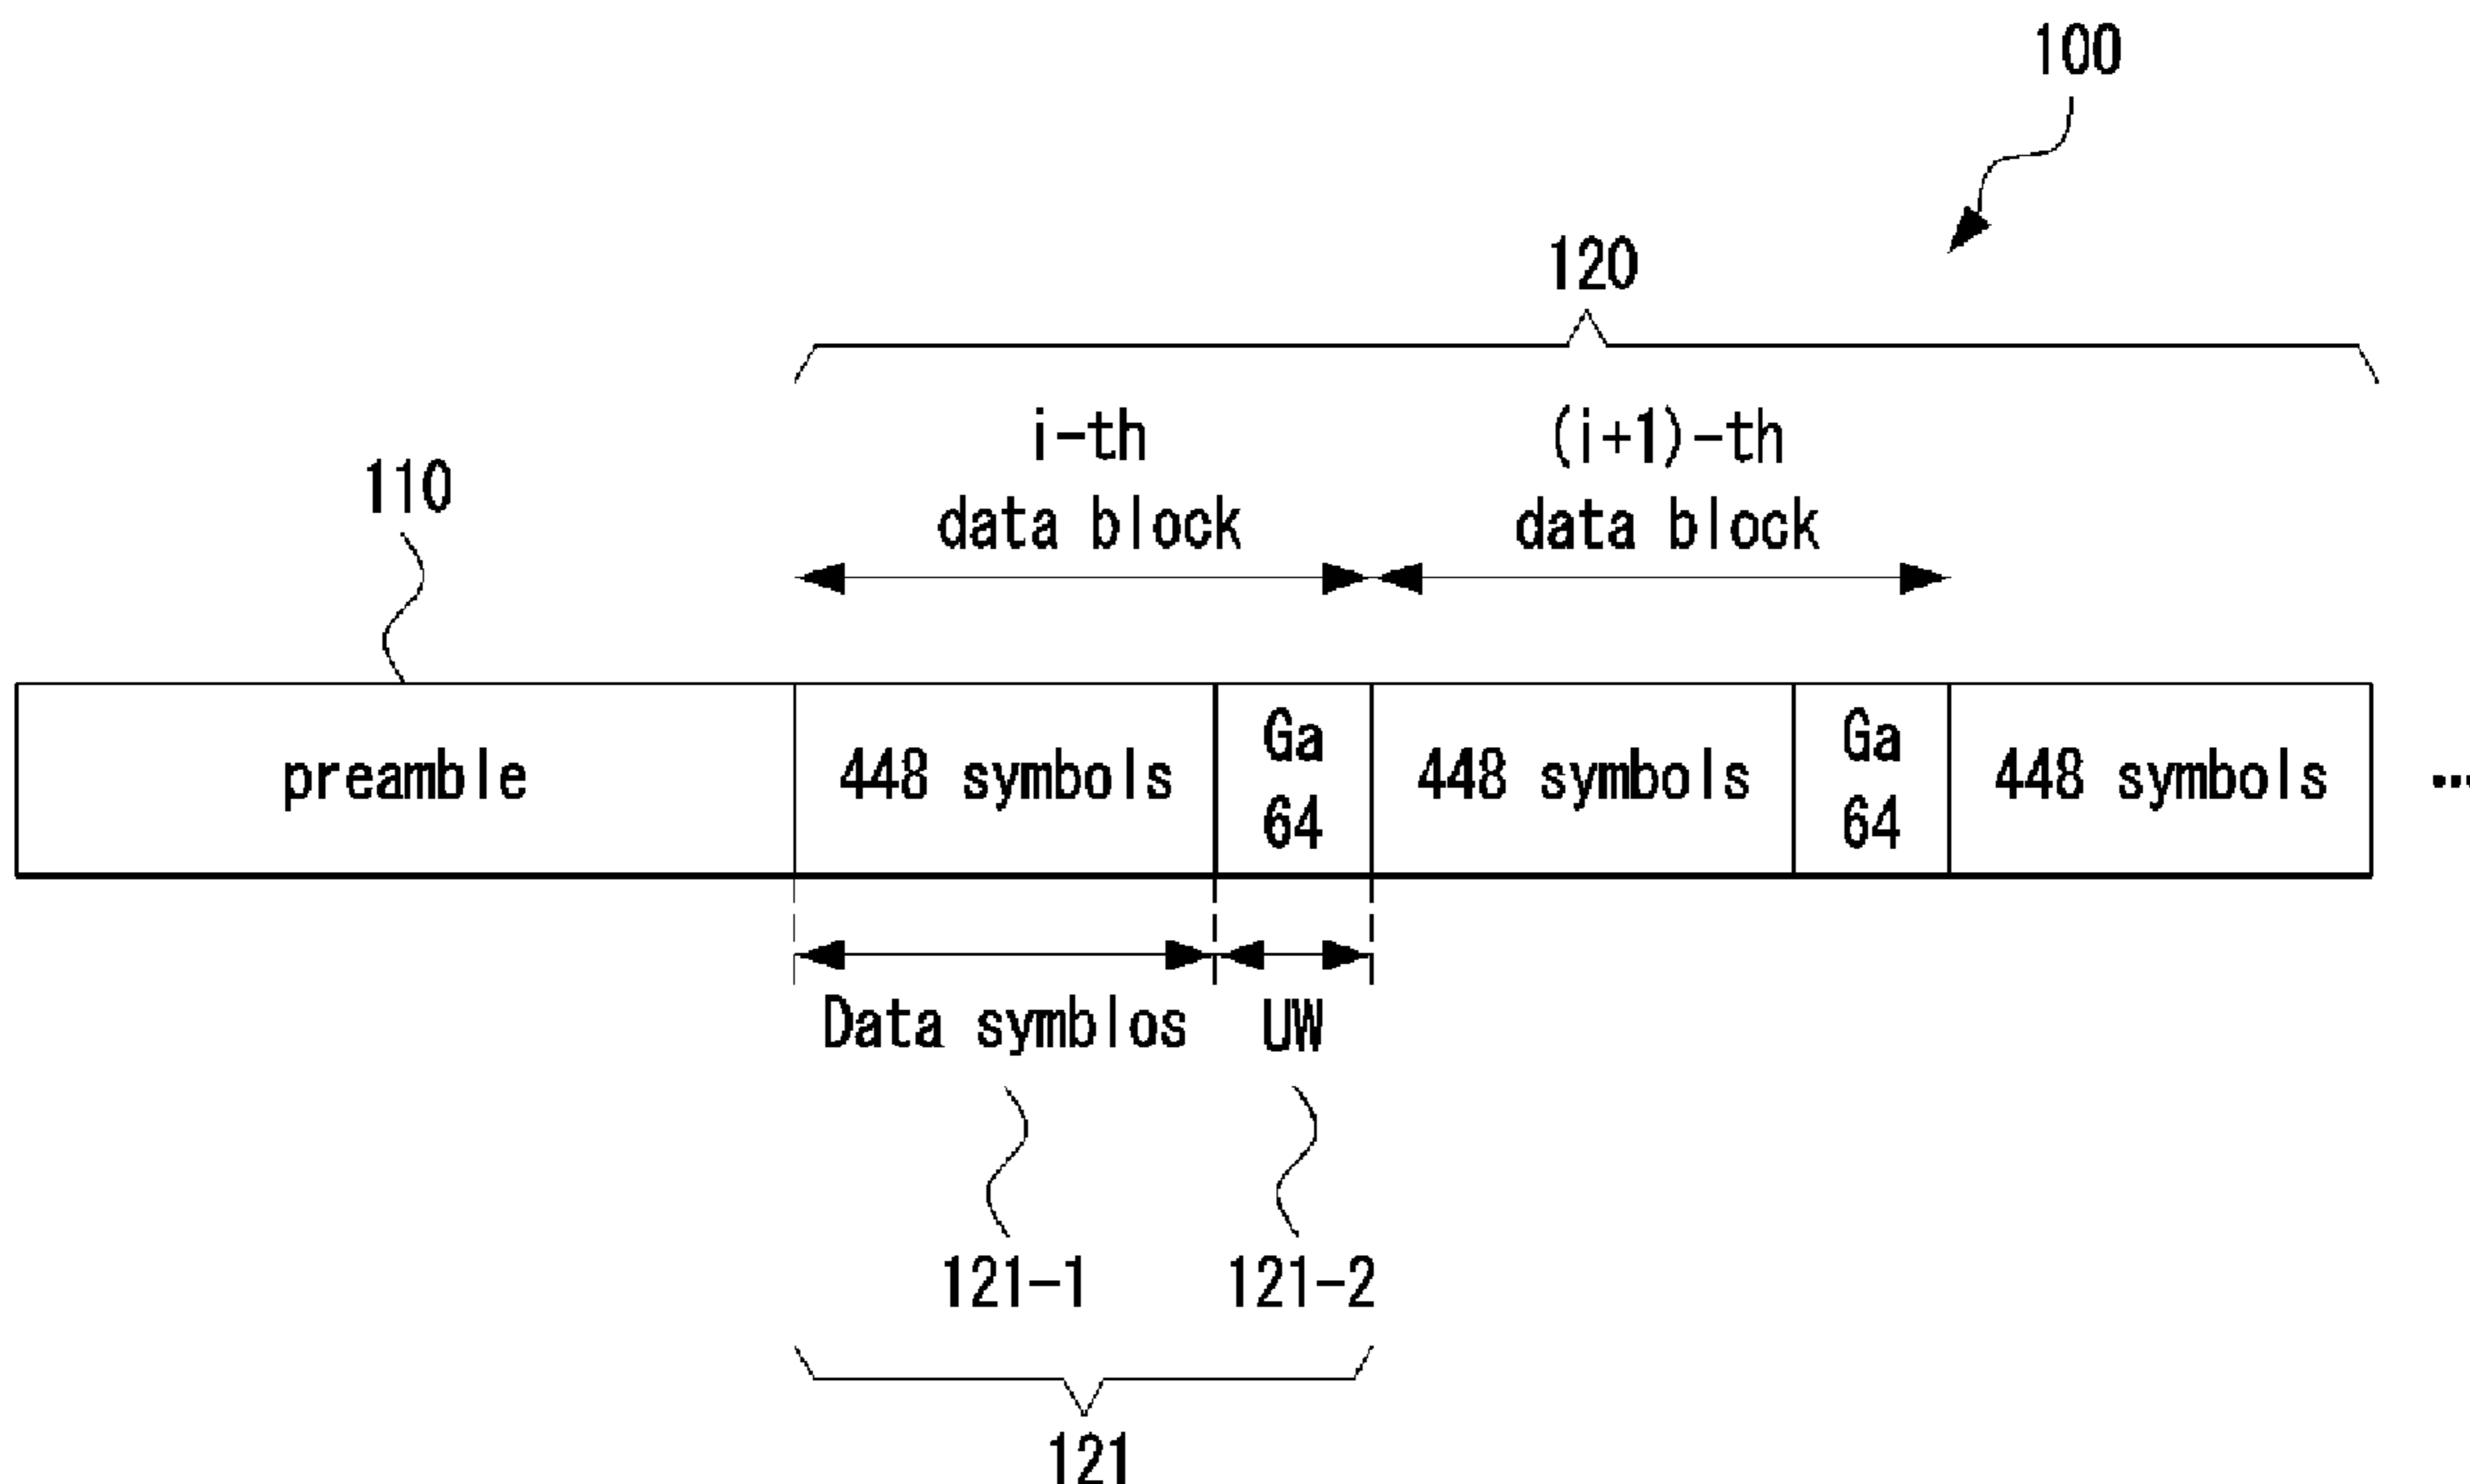 100
120
i-th
data block
(i+1)-th
data block
110
preamble
448 symbols
Ga
64
448 symbols
Ga
64
448 symbols
...
Data symblos
UW
121-1
121-2
121